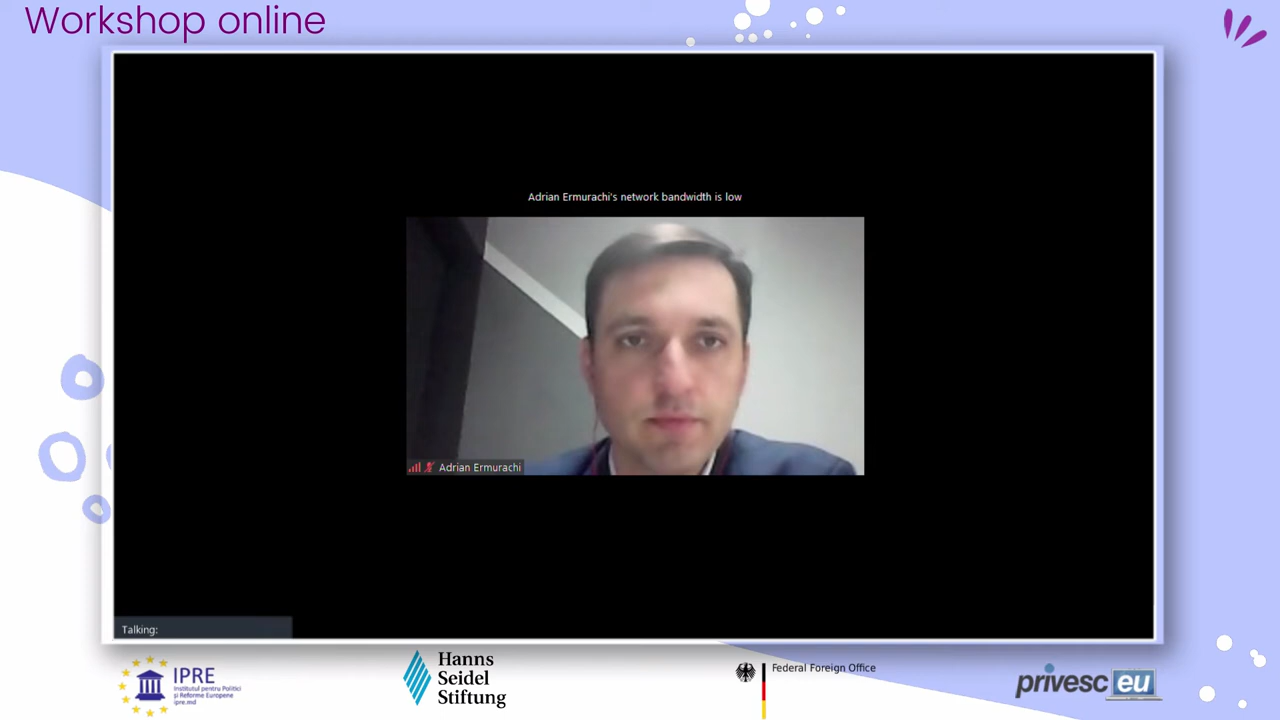 Workshop online
Adrian Ermurachi's network bandwidth is low
Adrian Ermurachi
Talking:
IPRE
Institutul pentru Politici
și Reforme Europene
ipre.md
Hanns
Seidel
Stiftung
Federal Foreign Office
privesc eu